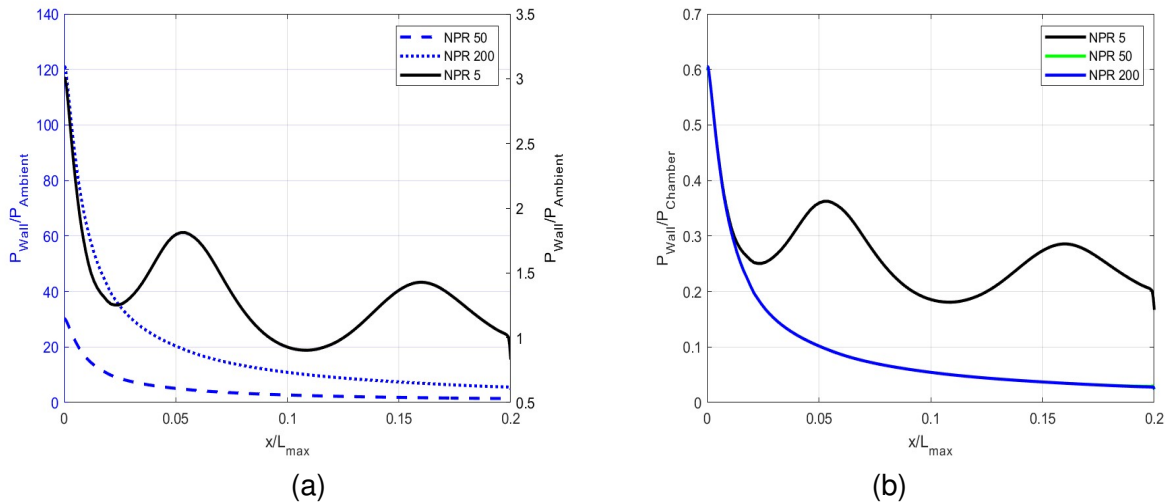 140
120
100
80
60
40
20
0
P_Wall/P_Ambient
3.5
3
2.5
2
1.5
1
0.5
P_Wall/P_Ambient
NPR 50
NPR 200
NPR 5
0 0.05 0.1 0.15 0.2
x/L_max
(a)
0.7
0.6
0.5
0.4
0.3
0.2
0.1
0
P_Wall/P_Chamber
NPR 5
NPR 50
NPR 200
0 0.05 0.1 0.15 0.2
x/L_max
(b)